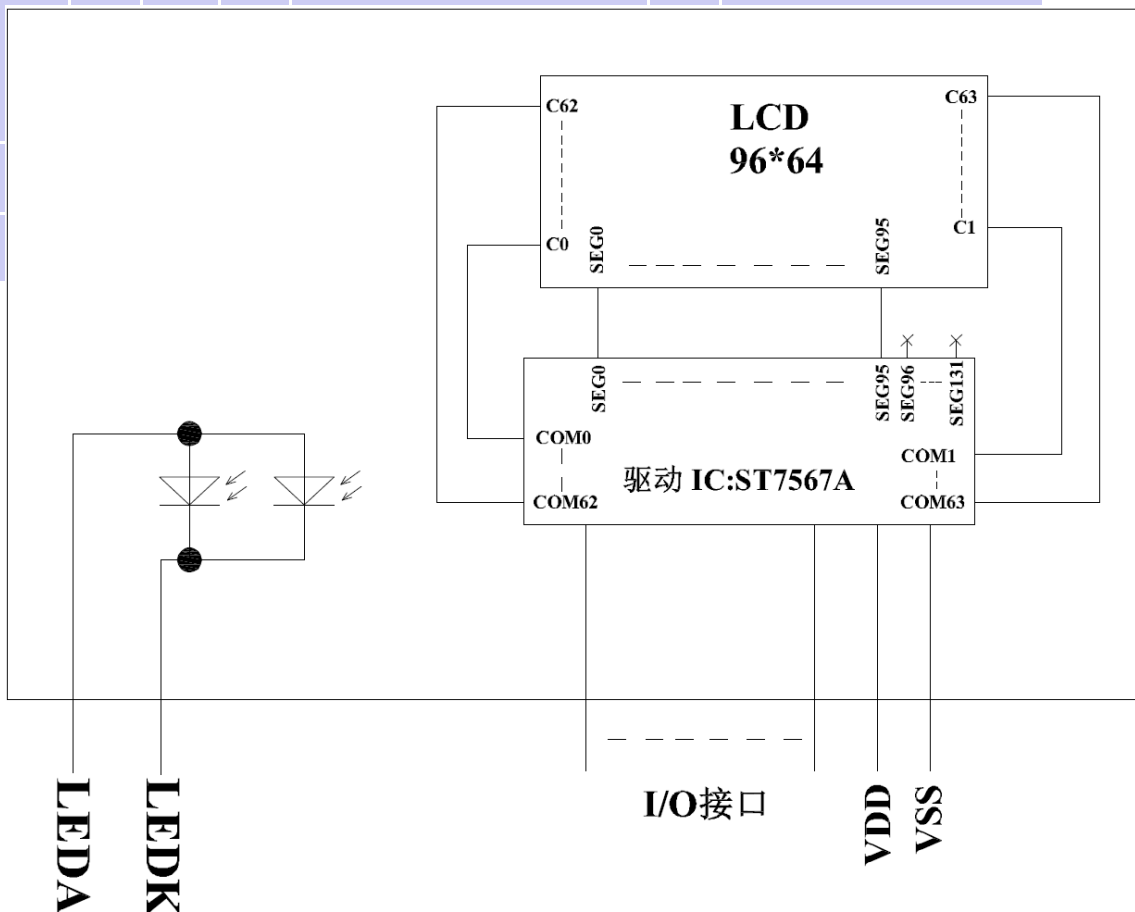 C62
LCD
96*64
C63
C0
C1
SEG0
SEG95
SEG0
SEG95
SEG96
SEG131
COM0
COM1
驱动 IC:ST7567A
COM62
COM63
LEDA
LEDK
I/O接口
VDD
VSS